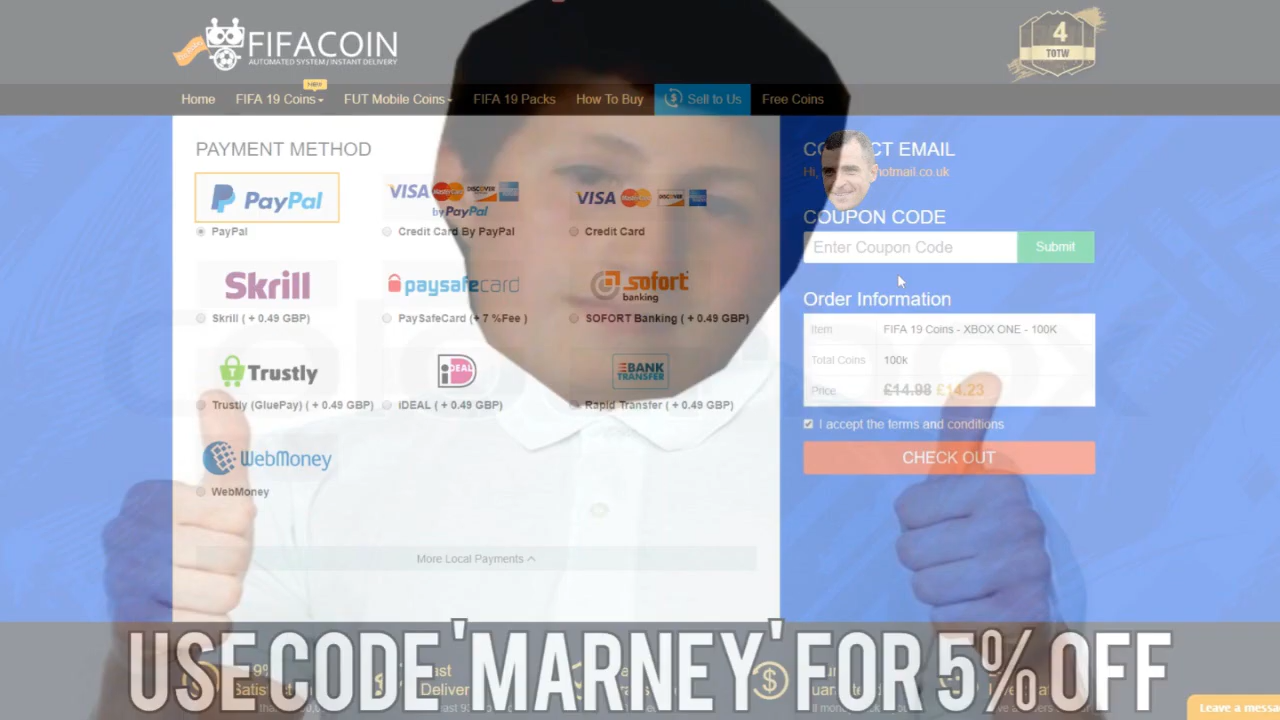 FIFACOIN
AUTOMATED SYSTEM/INSTANT DELIVERY
4
TOTW
NEW
Home
FIFA 19 Coins
FUT Mobile Coins
FIFA 19 Packs
How To Buy
Sell to Us
Free Coins
PAYMENT METHOD
PayPal
VISA MasterCard DISCOVER
by PayPal
VISA MasterCard DISCOVER
PayPal
Credit Card By PayPal
Credit Card
Skrill
paysafecard
sofort
banking
Skrill ( + 0.49 GBP)
PaySafeCard (+ 7 %Fee )
SOFORT Banking ( + 0.49 GBP)
Trustly
iDEAL
BANK
TRANSFER
Trustly (GluePay) ( + 0.49 GBP)
iDEAL ( + 0.49 GBP)
Rapid Transfer ( + 0.49 GBP)
WebMoney
WebMoney
More Local Payments
CT EMAIL
Hi,
hotmail.co.uk
COUPON CODE
Enter Coupon Code
Submit
Order Information
Item
FIFA 19 Coins - XBOX ONE - 100K
Total Coins
100k
Price
£14.98 £14.23
I accept the terms and conditions
CHECK OUT
USE CODE 'MARNEY' FOR 5% OFF
Leave a messa